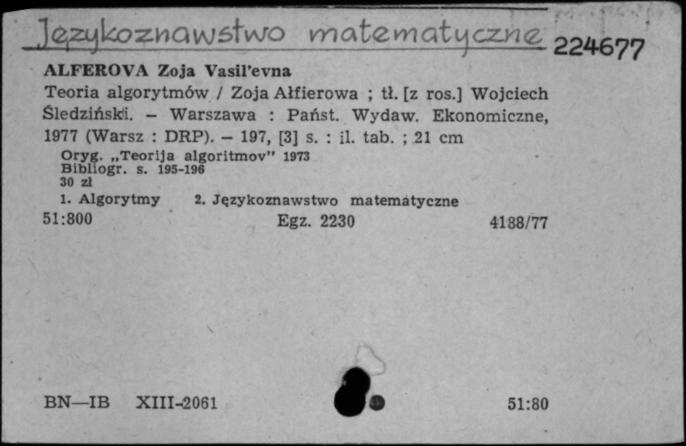 Językoznawstwo matematyczne 224677
ALFEROVA Zoja Vasil'evna
Teoria algorytmów / Zoja Ałfierowa ; tł. [z ros.] Wojciech
Śledziński. — Warszawa : Państ. Wydaw. Ekonomiczne,
1977 (Warsz : DRP). — 197, [3] s. : il. tab. ; 21 cm
Oryg. „Teorija algoritmov" 1973
Bibliogr. s. 195-196
30 zł
1. Algorytmy 2. Językoznawstwo matematyczne
51:800 Egz. 2230 4188/77
BN—IB XIII-2061 51:80